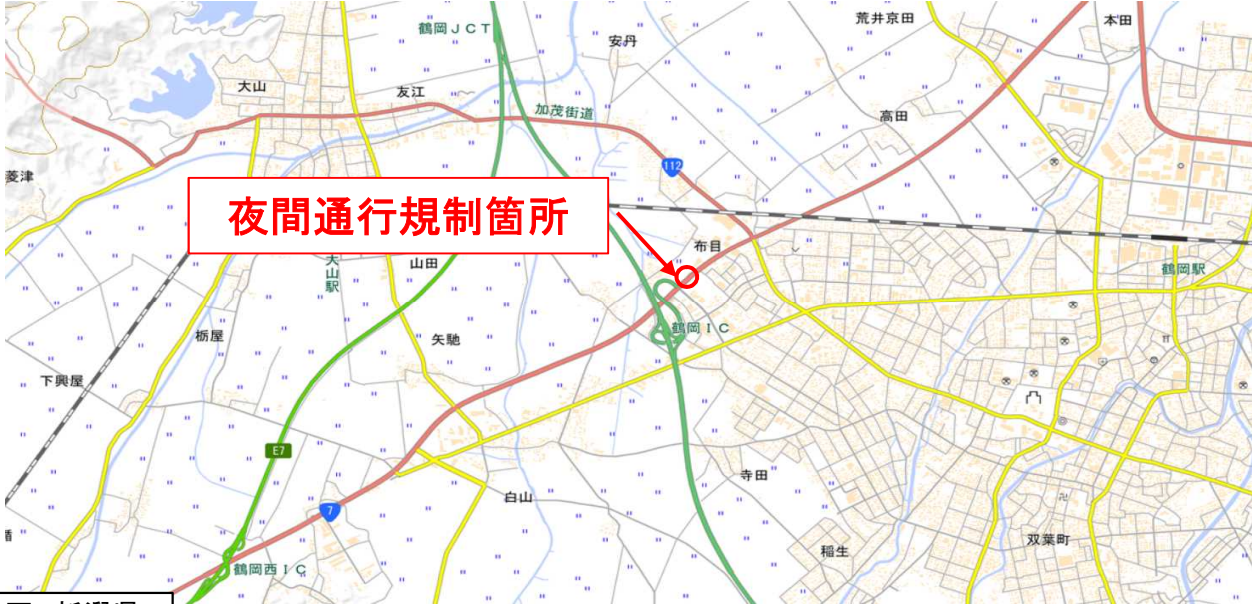 鶴岡JCT
安丹
荒井京田
本田
大山
友江
加茂街道
高田
112
菱津
夜間通行規制箇所
布目
大山駅
山田
鶴岡駅
栃屋
矢馳
鶴岡IC
下興屋
E7
寺田
白山
7
稲生
双葉町
鶴岡西IC